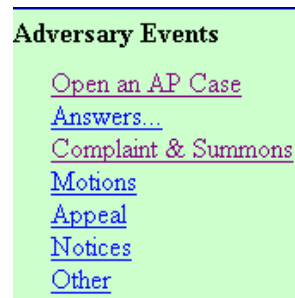 Adversary Events
Open an AP Case
Answers...
Complaint & Summons
Motions
Appeal
Notices
Other